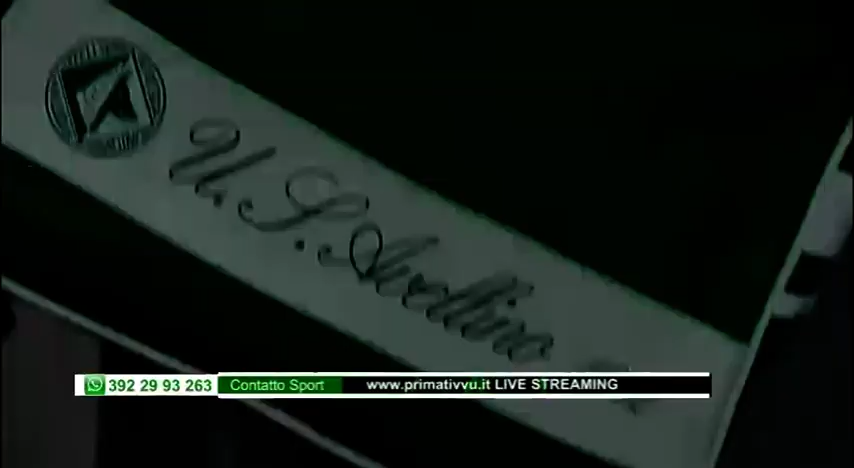 U.S. Avellino
392 29 93 263 Contatto Sport www.primativvu.it LIVE STREAMING